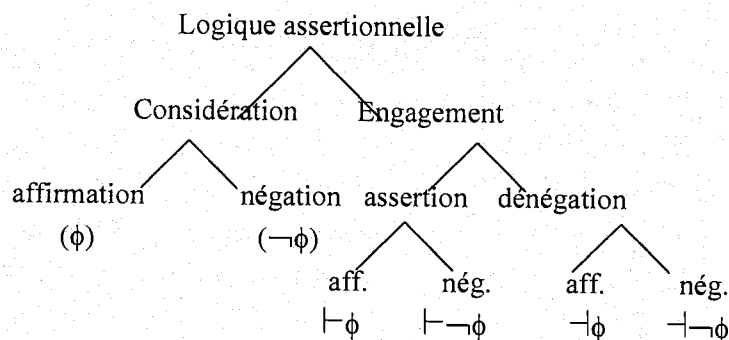 Logique assertionnelle
Considération Engagement
affirmation négation assertion dénégation
(ϕ) (¬ϕ)
aff. nég. aff. nég.
⊢ϕ ⊢¬ϕ ⊣ϕ ⊣¬ϕ